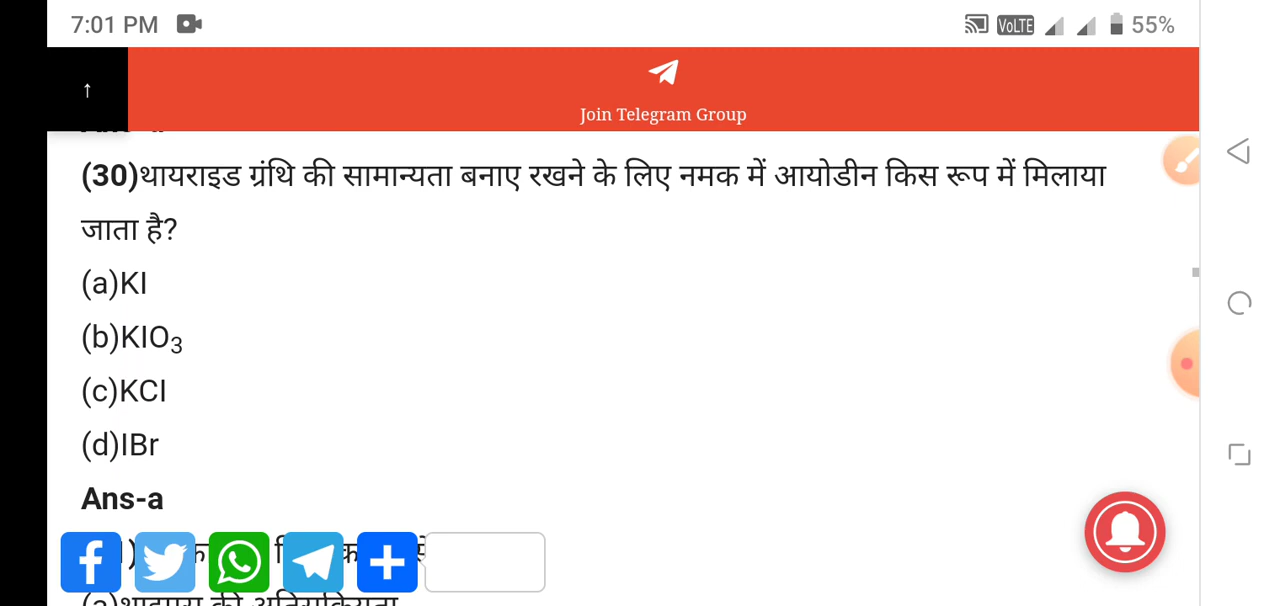 7:01 PM VoLTE 55%
↑
Join Telegram Group
(30)थायराइड ग्रंथि की सामान्यता बनाए रखने के लिए नमक में आयोडीन किस रूप में मिलाया
जाता है?
(a)KI
(b)KIO₃
(c)KCI
(d)IBr
Ans-a